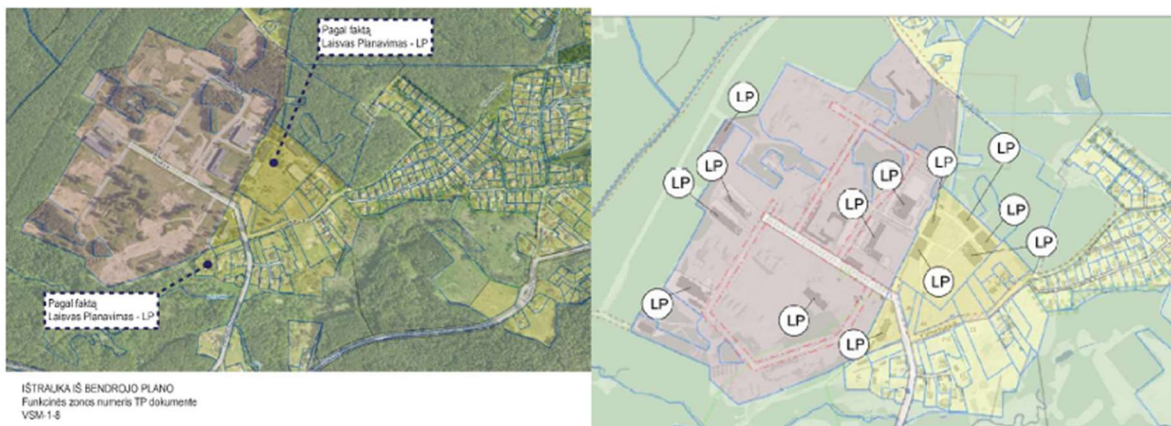 Pagal faktą
Laisvas Planavimas - LP
Pagal faktą
Laisvas Planavimas - LP
IŠTRAUKA IŠ BENDROJO PLANO
Funkcinės zonos numeris TP dokumente
VSM-1-8
LP
LP
LP
LP
LP
LP
LP
LP
LP
LP
LP
LP
LP
LP